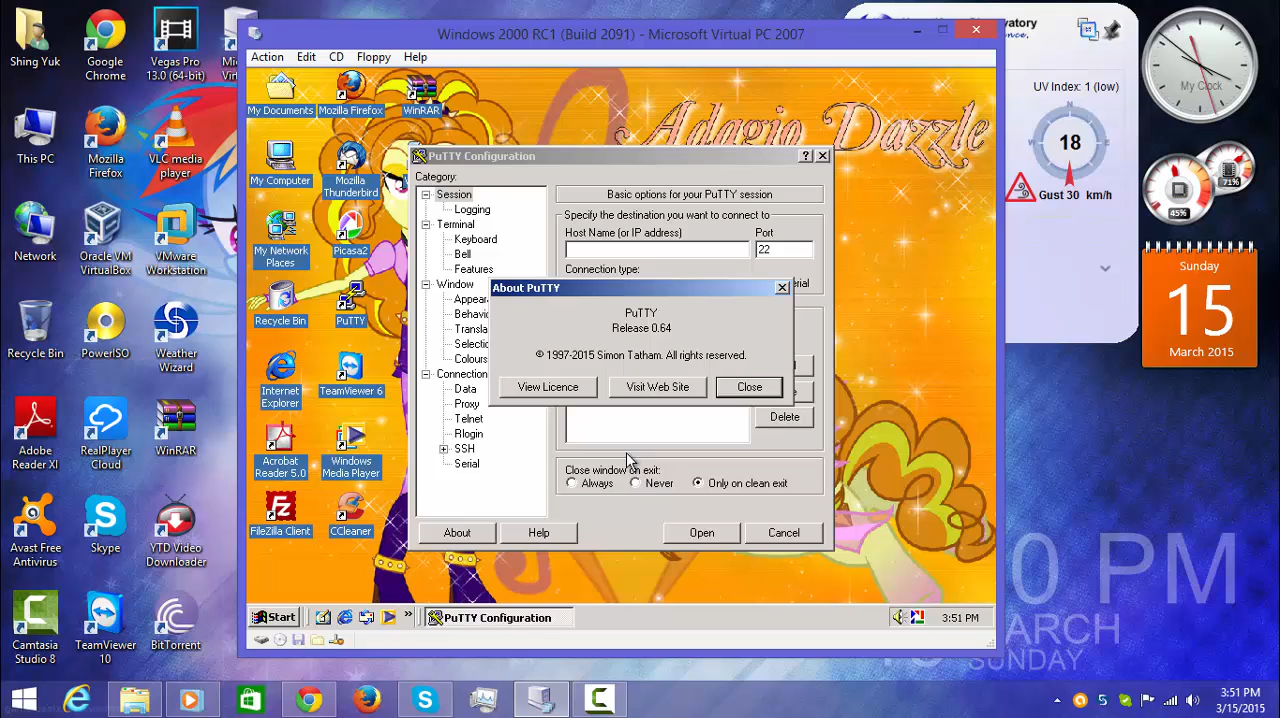 Shing Yuk
Google
Chrome
Vegas Pro
13.0 (64-bit)
This PC
Mozilla
Firefox
VLC media
player
Network
Oracle VM
VirtualBox
VMware
Workstation
Recycle Bin
PowerISO
Weather
Wizard
Adobe
Reader XI
RealPlayer
Cloud
WinRAR
Avast Free
Antivirus
Skype
YTD Video
Downloader
Camtasia
Studio 8
TeamViewer
10
BitTorrent
Windows 2000 RC1 (Build 2091) - Microsoft Virtual PC 2007
Action Edit CD Floppy Help
My Documents
Mozilla Firefox
WinRAR
My Computer
Mozilla
Thunderbird
My Network
Places
Picasa2
Recycle Bin
PuTTY
Internet
Explorer
TeamViewer 6
Acrobat
Reader 5.0
Windows
Media Player
FileZilla Client
CCleaner
Adagio Dazzle
PuTTY Configuration
Category:
Session
Logging
Terminal
Keyboard
Bell
Features
Window
Connection
Data
Proxy
Telnet
Rlogin
SSH
Serial
Basic options for your PuTTY session
Specify the destination you want to connect to
Host Name (or IP address)
Port
22
Connection type:
Delete
Close window on exit:
Always Never Only on clean exit
About Help Open Cancel
About PuTTY
PuTTY
Release 0.64
© 1997-2015 Simon Tatham. All rights reserved.
View Licence Visit Web Site Close
Start
PuTTY Configuration
3:51 PM
UV Index: 1 (low)
N
18
Gust 30 km/h
My Clock
71%
45%
Sunday
15
March 2015
0 PM
SUNDAY
3:51 PM
3/15/2015